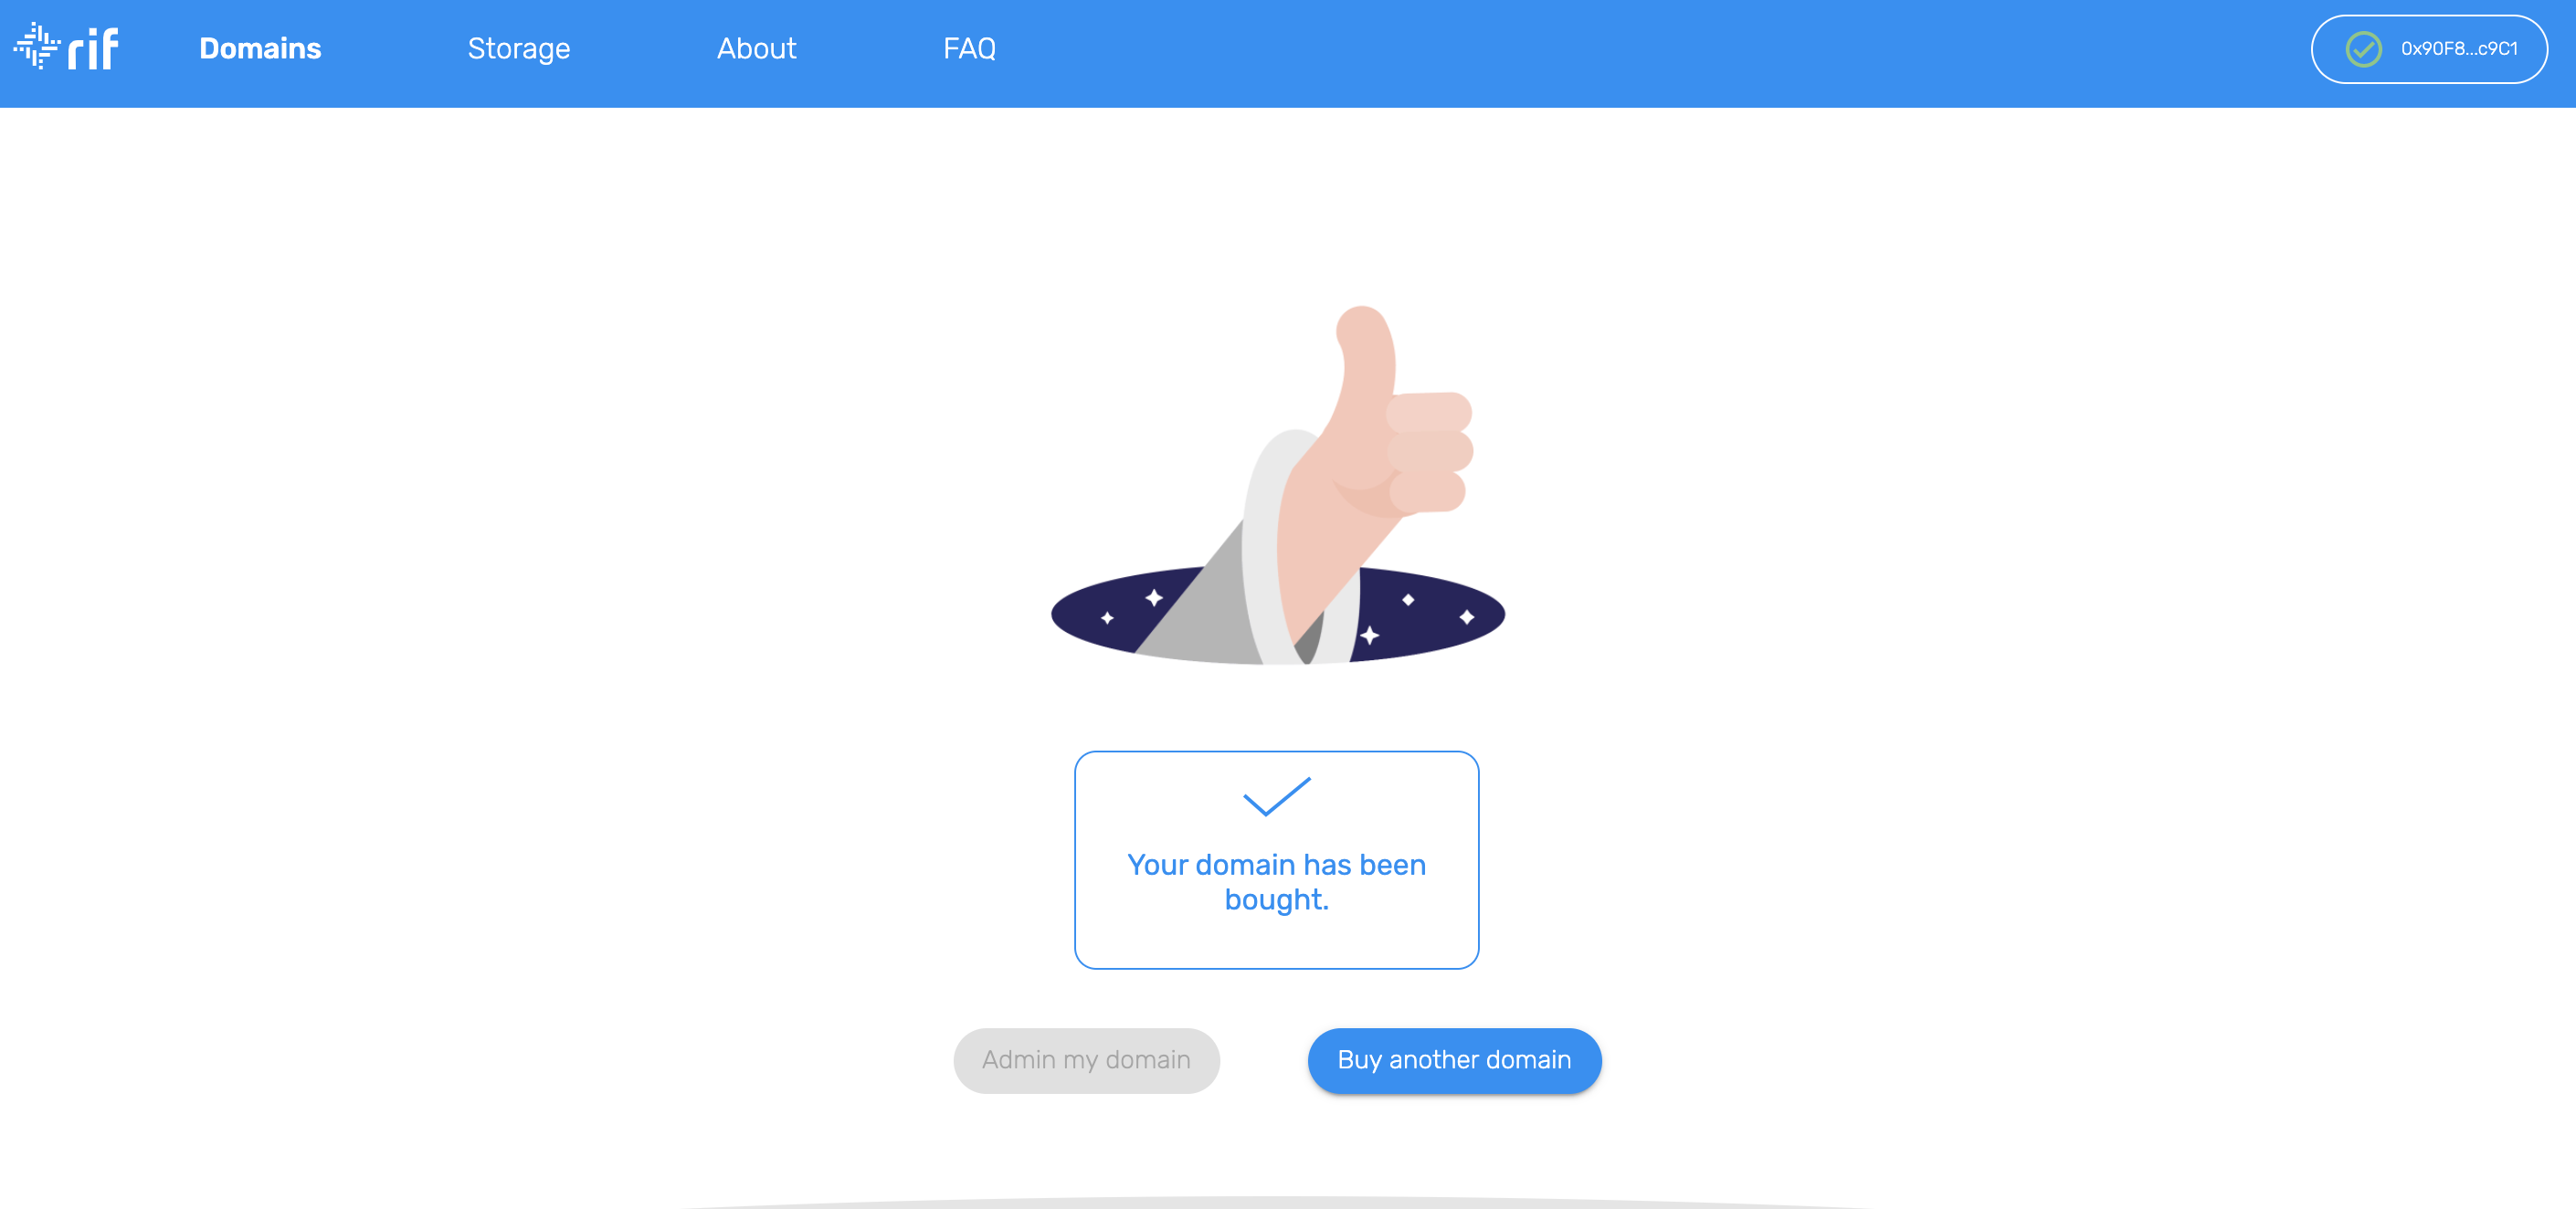 rif
Domains
Storage
About
FAQ
0x90F8...c9C1
Your domain has been
bought.
Admin my domain
Buy another domain